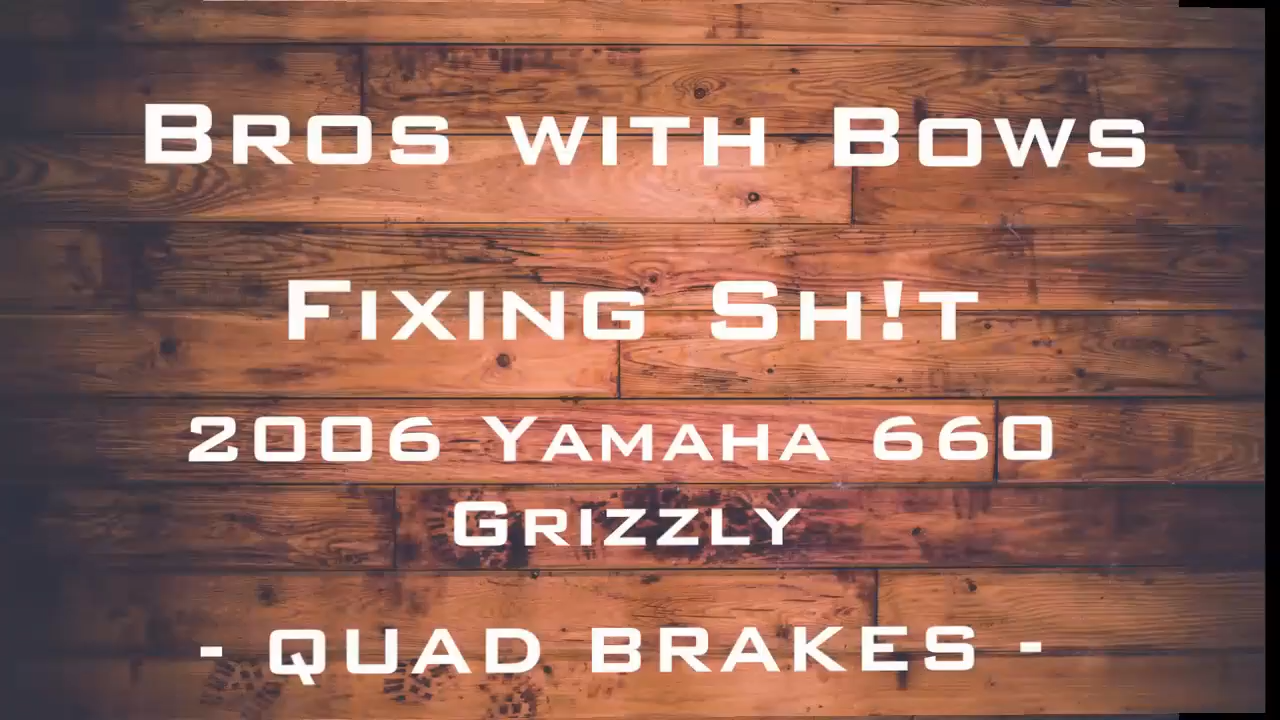 Bros with Bows
Fixing Sh!t
2006 Yamaha 660
Grizzly
- QUAD BRAKES -